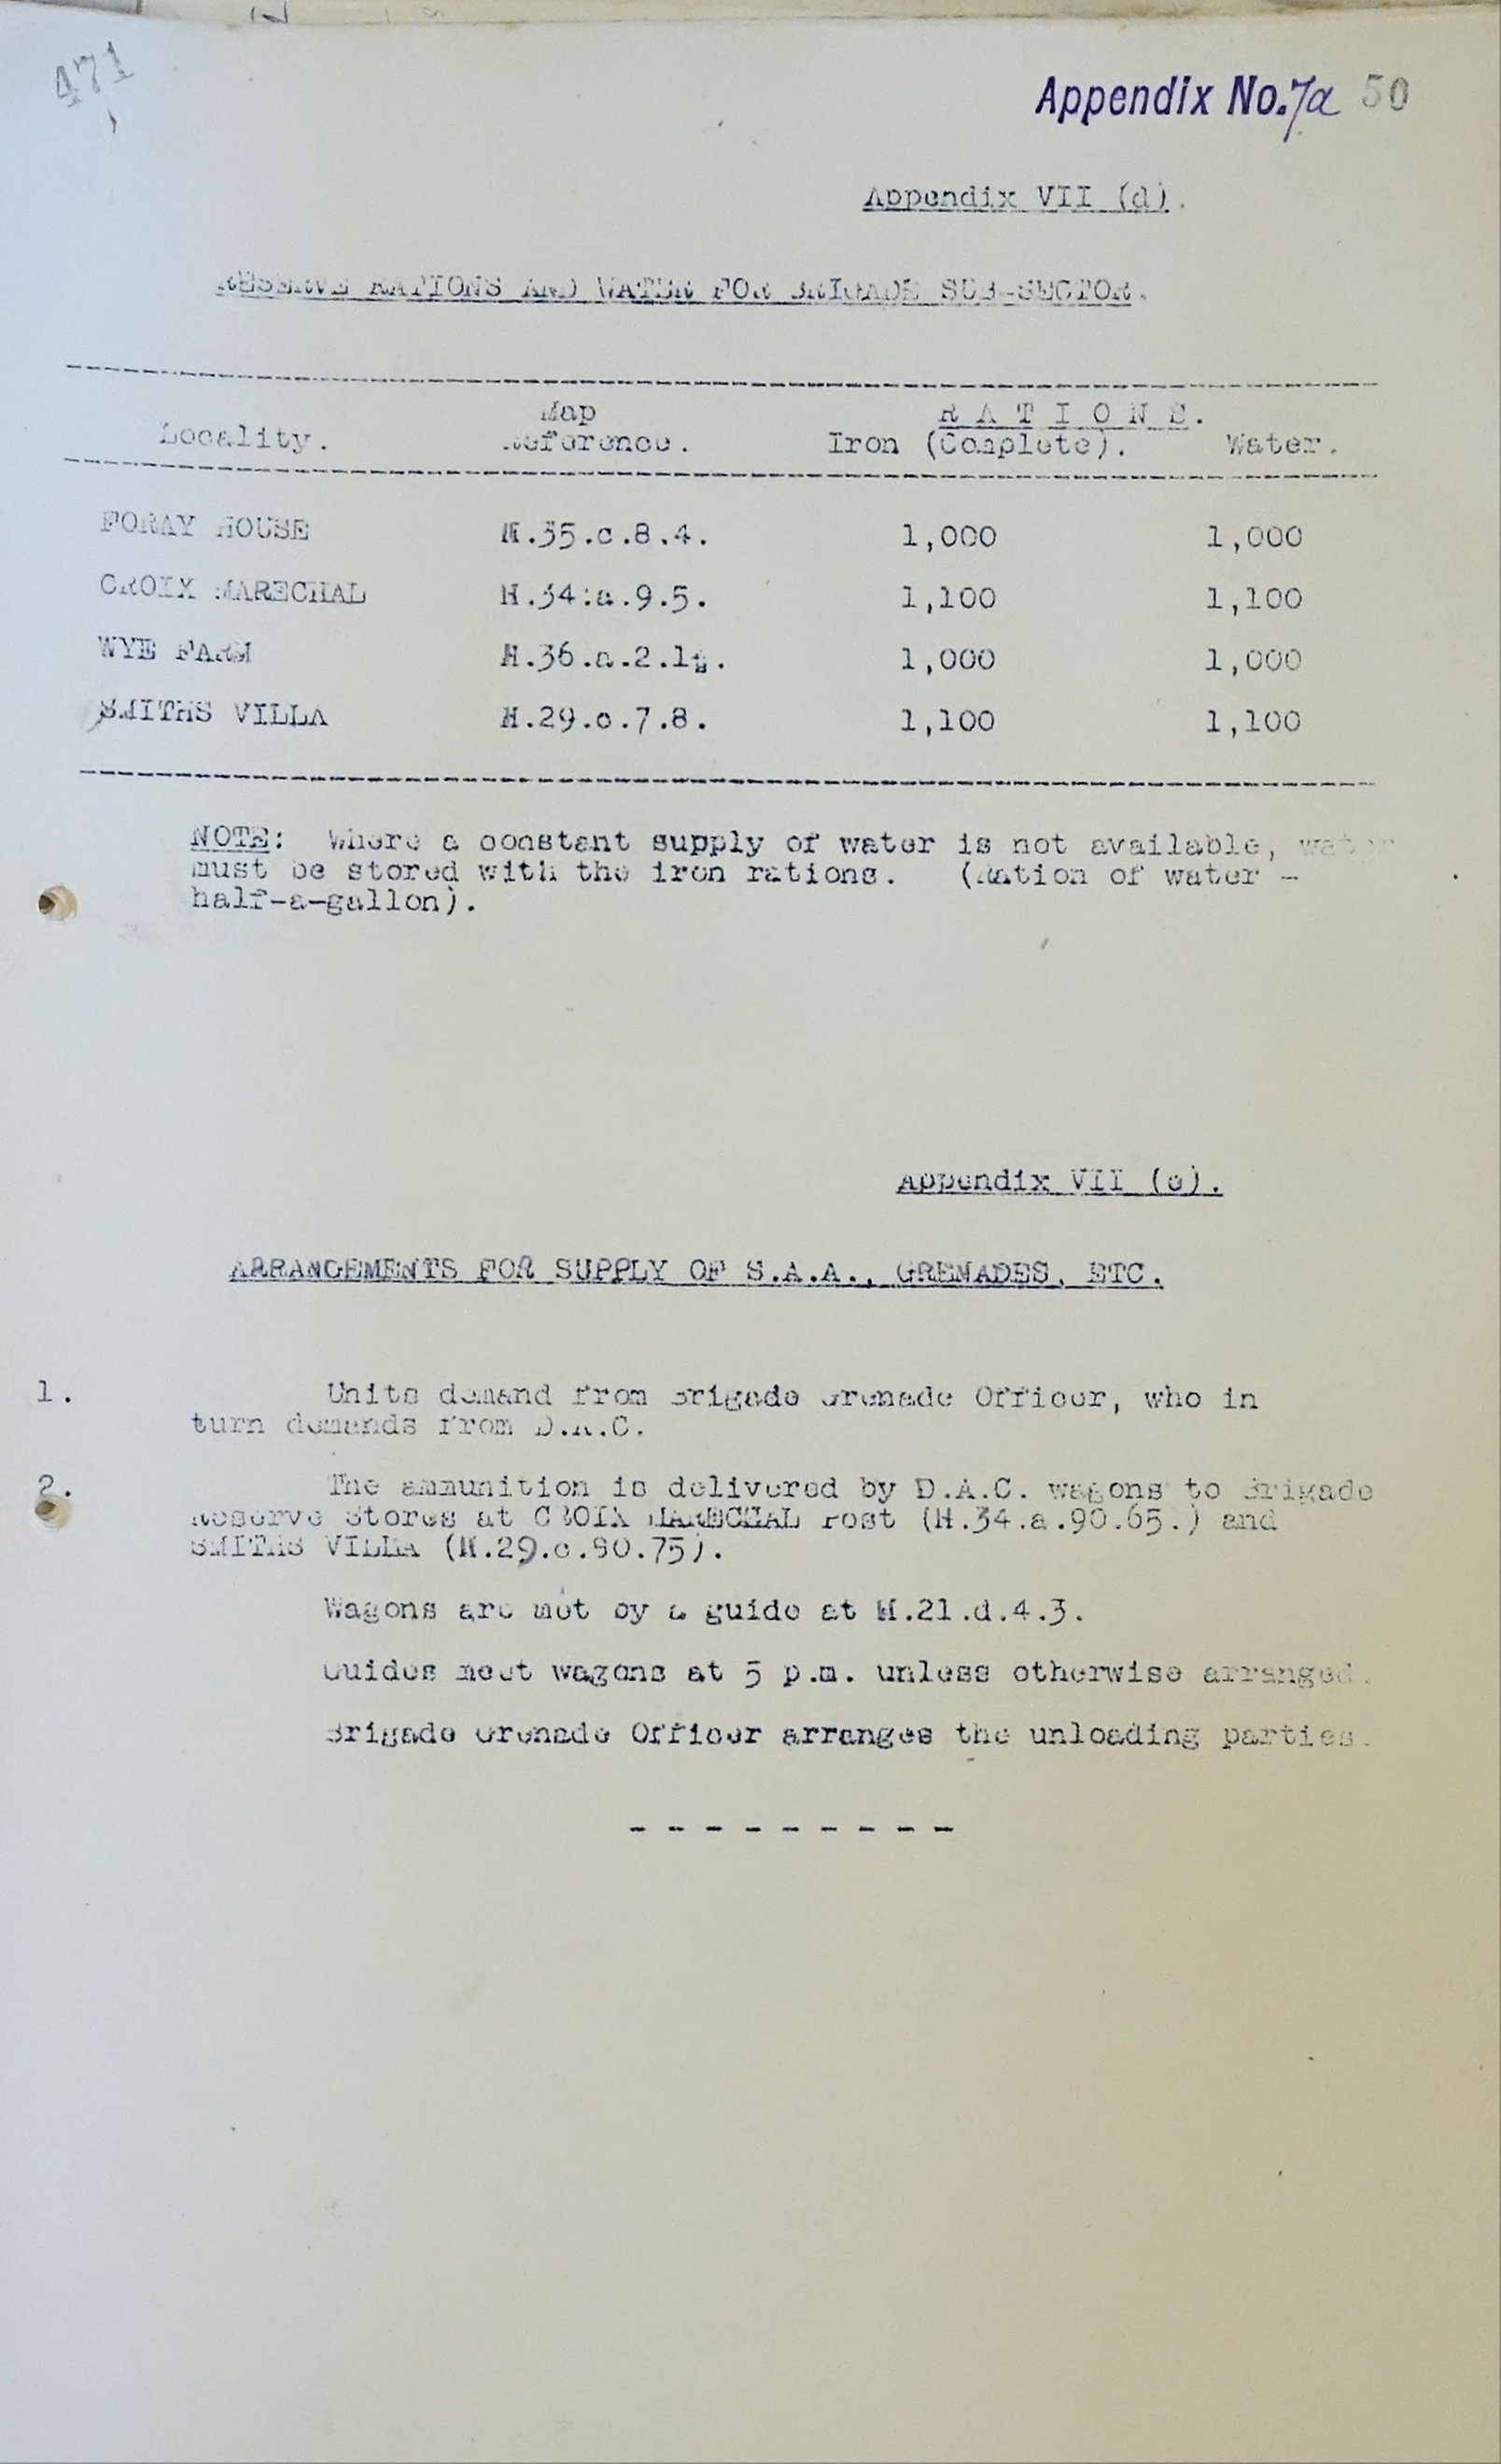 471
Appendix No. 7a 50
Appendix VII (d).
RESERVE RATIONS AND WATER FOR BRIGADE SUB-SECTOR.
Map R A T I O N S.
Locality. Reference. Iron (Complete). Water.
FORAY HOUSE H.35.c.8.4. 1,000 1,000
CROIX MARECHAL H.34:a.9.5. 1,100 1,100
WYE FARM H.36.a.2.1½. 1,000 1,000
SMITHS VILLA H.29.c.7.8. 1,100 1,100
NOTE: Where a constant supply of water is not available, water
must be stored with the iron rations. (Ration of water -
half-a-gallon).
Appendix VII (e).
ARRANGEMENTS FOR SUPPLY OF S.A.A., GRENADES, ETC.
1. Units demand from Brigade Grenade Officer, who in
turn demands from D.A.C.
2. The ammunition is delivered by D.A.C. wagons to Brigade
Reserve Stores at CROIX MARECHAL Post (H.34.a.90.65.) and
SMITHS VILLA (H.29.c.80.75).
Wagons are met by a guide at H.21.d.4.3.
Guides meet wagons at 5 p.m. unless otherwise arranged.
Brigade Grenade Officer arranges the unloading parties.